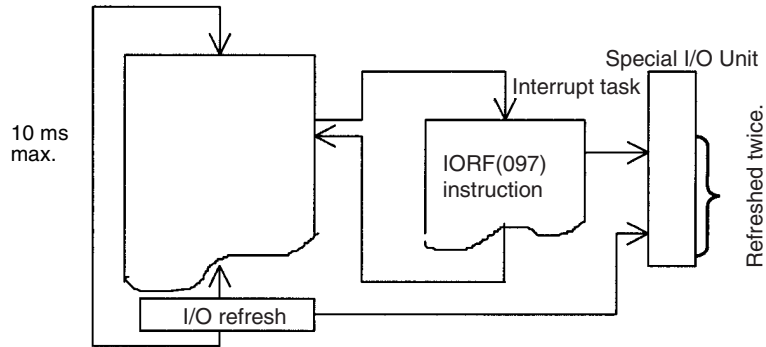 Special I/O Unit
Interrupt task
10 ms
max.
IORF(097)
instruction
Refreshed twice.
I/O refresh